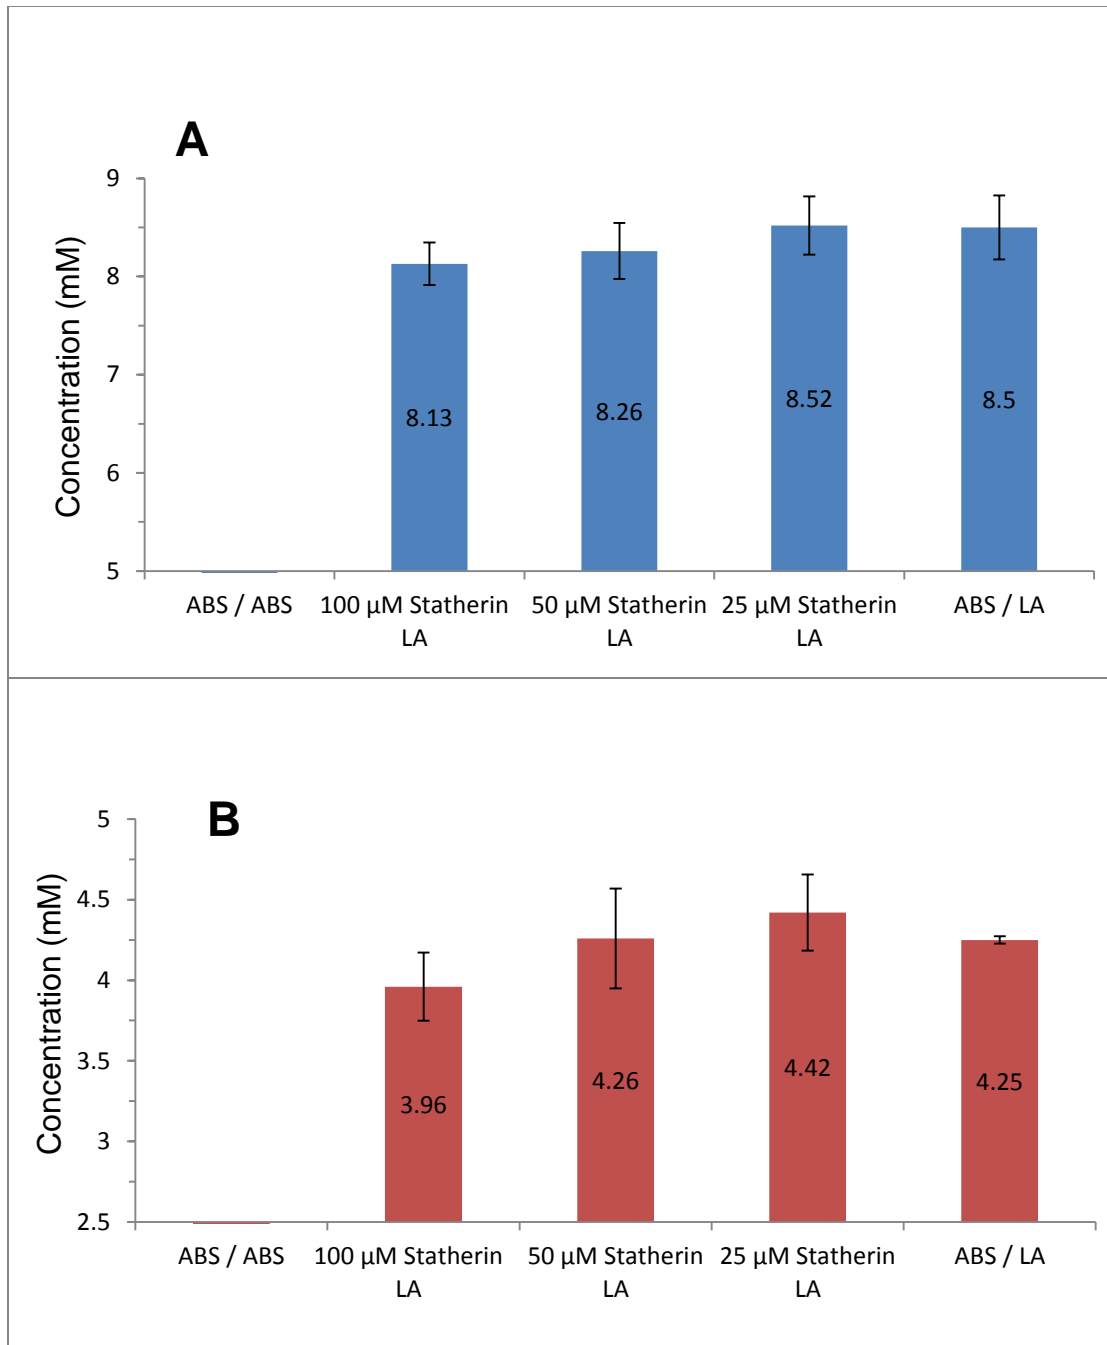 A
Concentration (mM)
9
8
7
6
5
8.13
8.26
8.52
8.5
ABS / ABS
100 μM Statherin
LA
50 μM Statherin
LA
25 μM Statherin
LA
ABS / LA
B
Concentration (mM)
5
4.5
4
3.5
3
2.5
3.96
4.26
4.42
4.25
ABS / ABS
100 μM Statherin
LA
50 μM Statherin
LA
25 μM Statherin
LA
ABS / LA